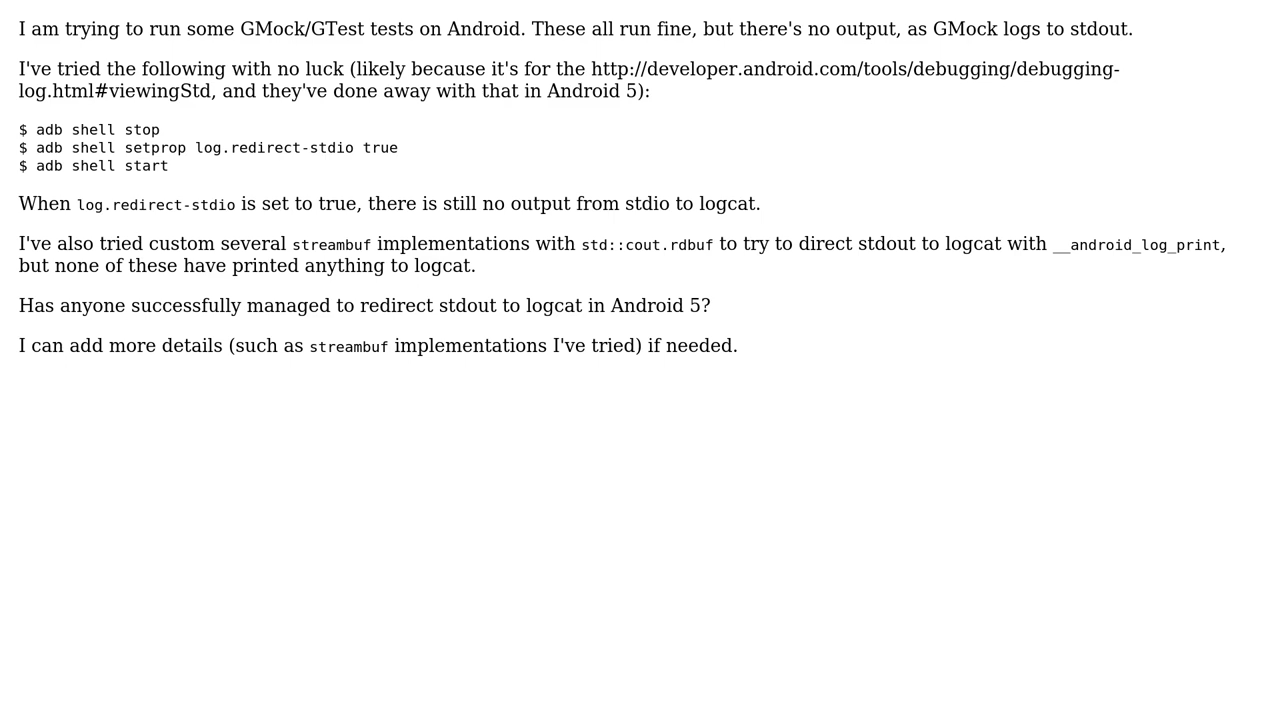 I am trying to run some GMock/GTest tests on Android. These all run fine, but there's no output, as GMock logs to stdout.
I've tried the following with no luck (likely because it's for the http://developer.android.com/tools/debugging/debugging-
log.html#viewingStd, and they've done away with that in Android 5):
$ adb shell stop
$ adb shell setprop log.redirect-stdio true
$ adb shell start
When log.redirect-stdio is set to true, there is still no output from stdio to logcat.
I've also tried custom several streambuf implementations with std::cout.rdbuf to try to direct stdout to logcat with __android_log_print,
but none of these have printed anything to logcat.
Has anyone successfully managed to redirect stdout to logcat in Android 5?
I can add more details (such as streambuf implementations I've tried) if needed.